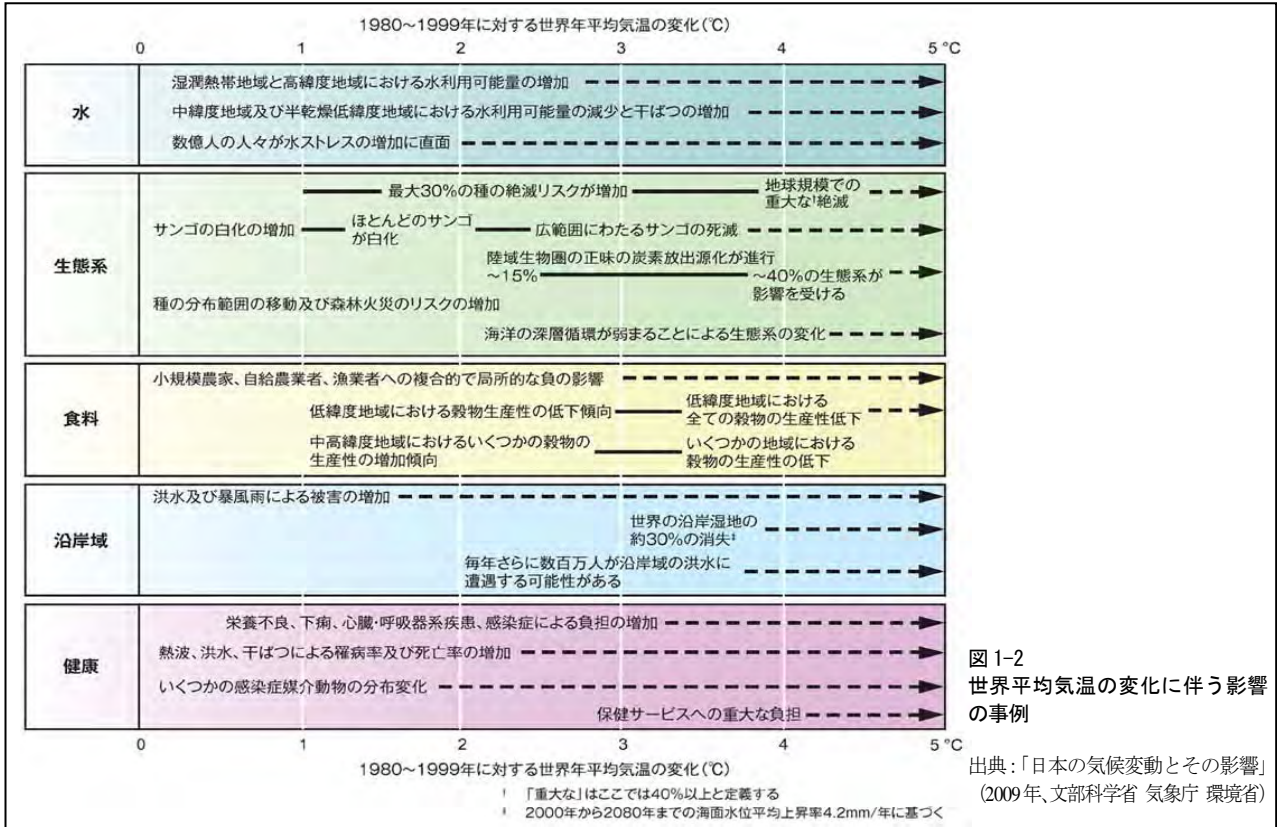 1980～1999年に対する世界年平均気温の変化(℃)
0 1 2 3 4 5 °C
水
湿潤熱帯地域と高緯度地域における水利用可能量の増加
中緯度地域及び半乾燥低緯度地域における水利用可能量の減少と干ばつの増加
数億人の人々が水ストレスの増加に直面
生態系
最大30%の種の絶滅リスクが増加
地球規模での
重大な†絶滅
サンゴの白化の増加
ほとんどのサンゴ
が白化
広範囲にわたるサンゴの死滅
陸域生物圏の正味の炭素放出源化が進行
～15%
～40%の生態系が
影響を受ける
種の分布範囲の移動及び森林火災のリスクの増加
海洋の深層循環が弱まることによる生態系の変化
食料
小規模農家、自給農業者、漁業者への複合的で局所的な負の影響
低緯度地域における穀物生産性の低下傾向
低緯度地域における
全ての穀物の生産性低下
中高緯度地域におけるいくつかの穀物の
生産性の増加傾向
いくつかの地域における
穀物の生産性の低下
沿岸域
洪水及び暴風雨による被害の増加
世界の沿岸湿地の
約30%の消失‡
毎年さらに数百万人が沿岸域の洪水に
遭遇する可能性がある
健康
栄養不良、下痢、心臓・呼吸器系疾患、感染症による負担の増加
熱波、洪水、干ばつによる罹病率及び死亡率の増加
いくつかの感染症媒介動物の分布変化
保健サービスへの重大な負担
0 1 2 3 4 5 °C
1980～1999年に対する世界年平均気温の変化(℃)
† 「重大な」はここでは40%以上と定義する
‡ 2000年から2080年までの海面水位平均上昇率4.2mm/年に基づく
図1-2
世界平均気温の変化に伴う影響
の事例
出典：「日本の気候変動とその影響」
(2009年、文部科学省 気象庁 環境省)